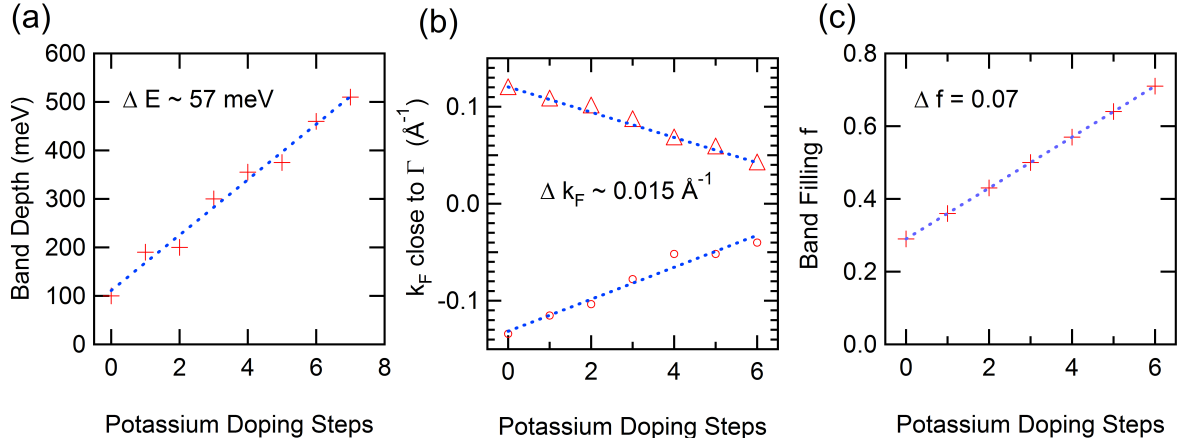 (a)
600
500
400
300
200
100
0
Band Depth (meV)
Δ E ~ 57 meV
0 2 4 6 8
Potassium Doping Steps
(b)
0.1
0.0
-0.1
k_F close to Γ (Å⁻¹)
Δ k_F ~ 0.015 Å⁻¹
0 2 4 6
Potassium Doping Steps
(c)
0.8
0.6
0.4
0.2
0.0
Band Filling f
Δ f = 0.07
0 2 4 6
Potassium Doping Steps